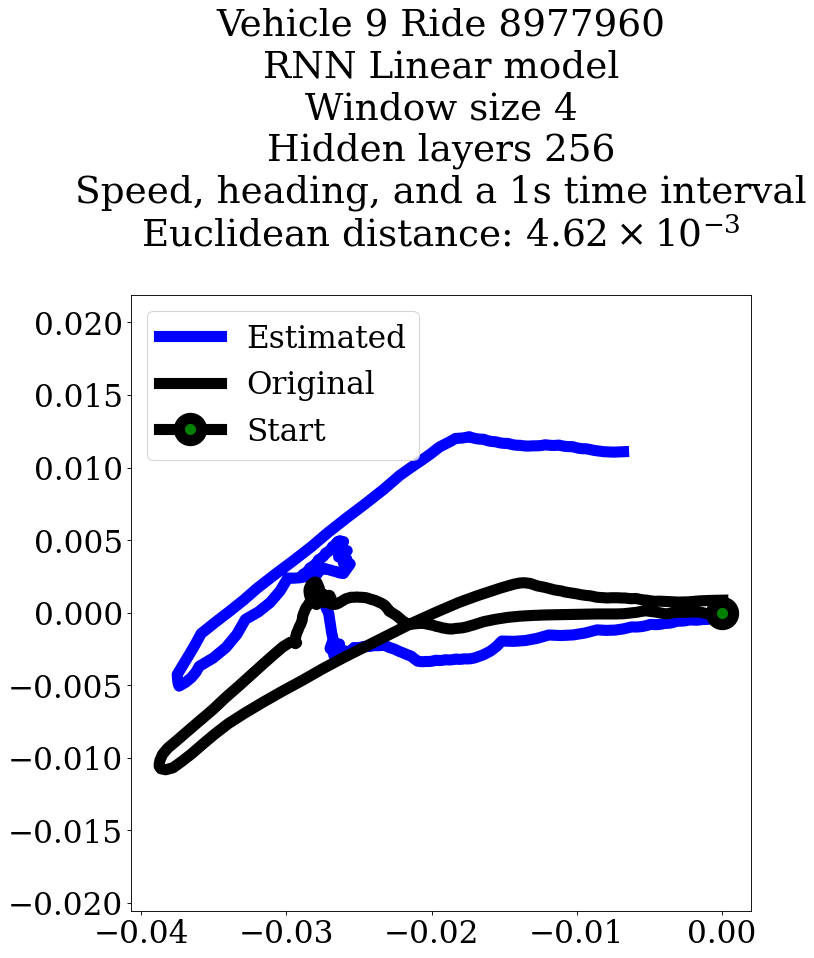 Vehicle 9 Ride 8977960
RNN Linear model
Window size 4
Hidden layers 256
Speed, heading, and a 1s time interval
Euclidean distance: 4.62 × 10⁻³
Estimated
Original
Start
0.020
0.015
0.010
0.005
0.000
−0.005
−0.010
−0.015
−0.020
−0.04 −0.03 −0.02 −0.01 0.00